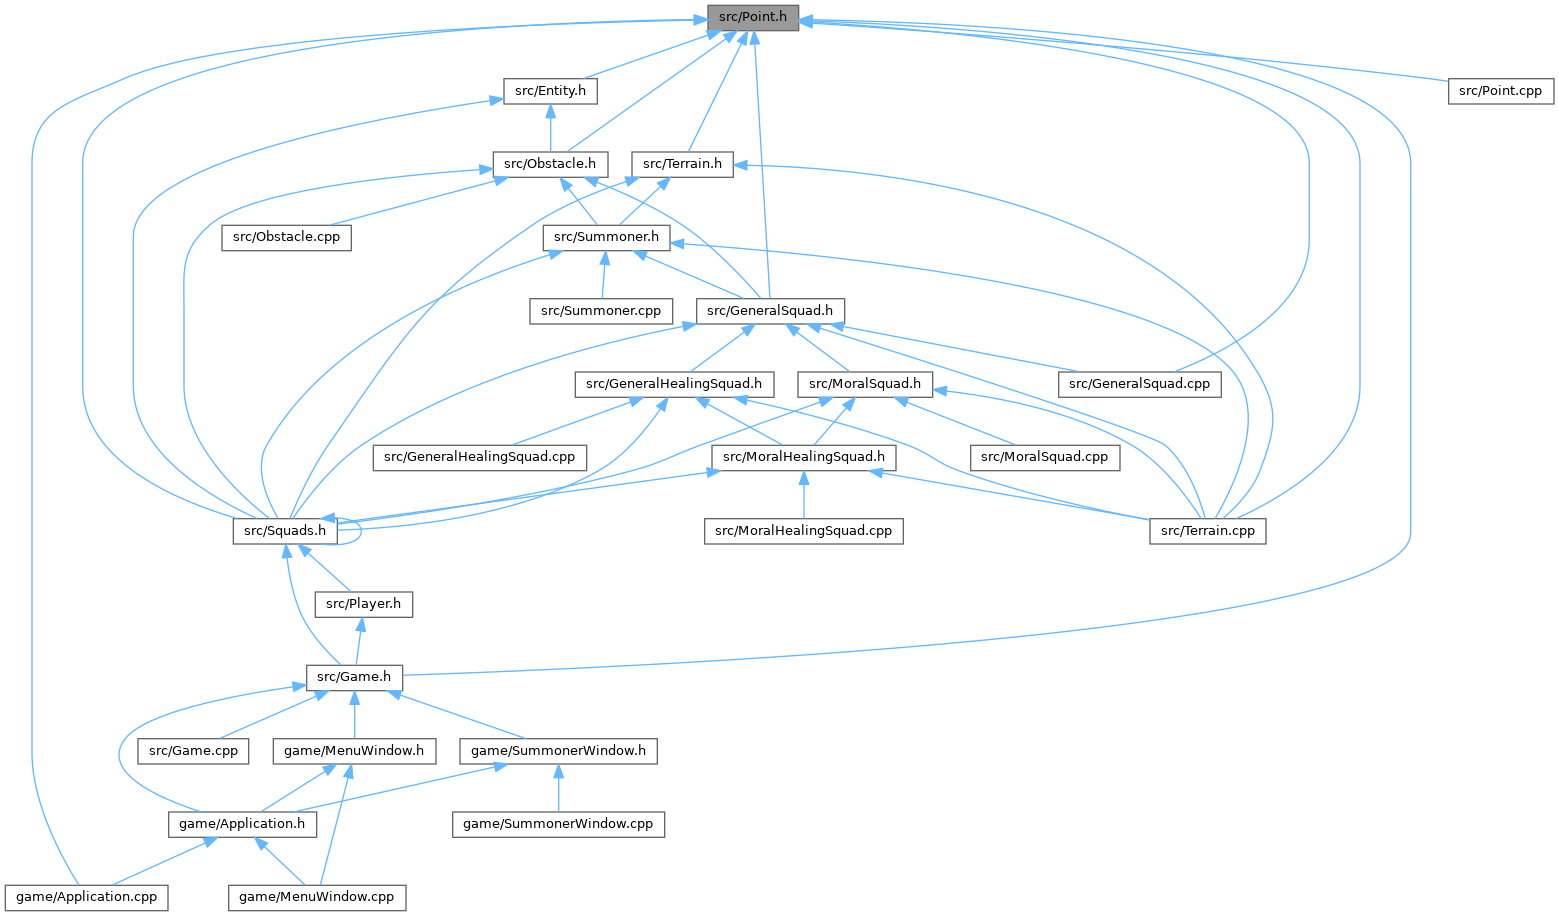 src/Point.h
src/Entity.h
src/Point.cpp
src/Obstacle.h
src/Terrain.h
src/Obstacle.cpp
src/Summoner.h
src/Summoner.cpp
src/GeneralSquad.h
src/GeneralHealingSquad.h
src/MoralSquad.h
src/GeneralSquad.cpp
src/GeneralHealingSquad.cpp
src/MoralHealingSquad.h
src/MoralSquad.cpp
src/Squads.h
src/MoralHealingSquad.cpp
src/Terrain.cpp
src/Player.h
src/Game.h
src/Game.cpp
game/MenuWindow.h
game/SummonerWindow.h
game/Application.h
game/SummonerWindow.cpp
game/Application.cpp
game/MenuWindow.cpp